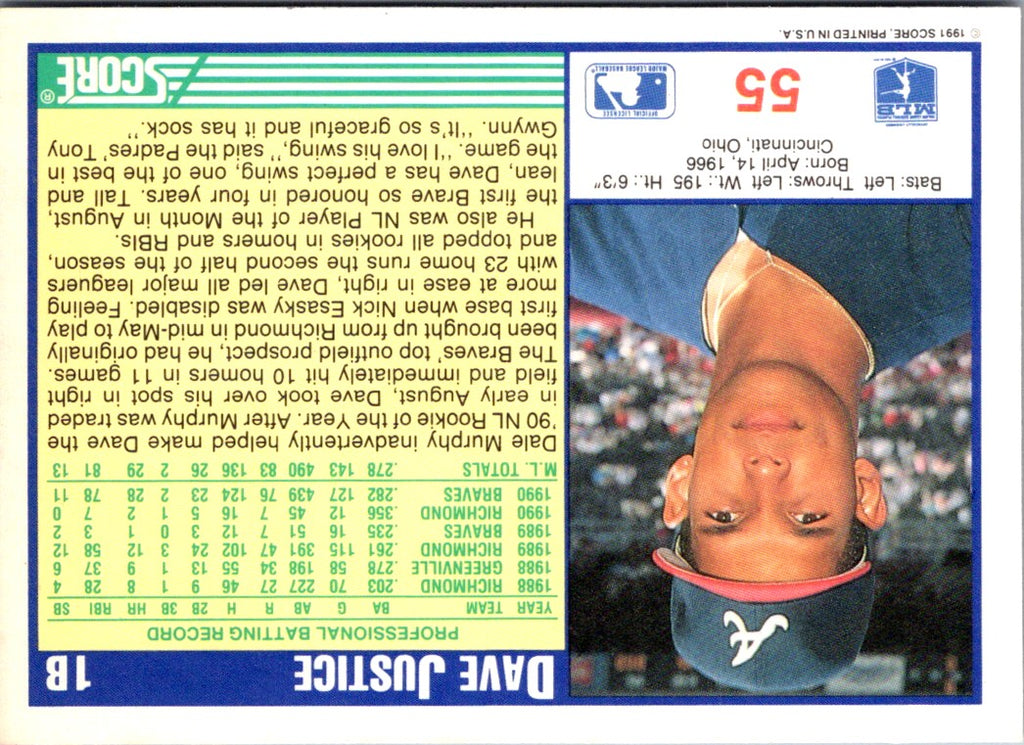 DAVE JUSTICE 1B
PROFESSIONAL BATTING RECORD
YEAR TEAM BA G AB R H 2B 3B HR RBI SB
1988 RICHMOND .203 70 227 27 46 9 1 8 28 4
1988 GREENVILLE .278 58 198 34 55 13 1 9 37 6
1989 RICHMOND .261 115 391 47 102 24 3 12 58 12
1989 BRAVES .235 16 51 7 12 3 0 1 3 2
1990 RICHMOND .356 12 45 7 16 5 1 2 7 0
1990 BRAVES .282 127 439 76 124 23 2 28 78 11
M.L. TOTALS .278 143 490 83 136 26 2 29 81 13
Dale Murphy inadvertently helped make Dave the
'90 NL Rookie of the Year. After Murphy was traded
in early August, Dave took over his spot in right
field and immediately hit 10 homers in 11 games.
The Braves' top outfield prospect, he had originally
been brought up from Richmond in mid-May to play
first base when Nick Esasky was disabled. Feeling
more at ease in right, Dave led all major leaguers
with 23 home runs the second half of the season,
and topped all rookies in homers and RBIs.
He also was NL Player of the Month in August,
the first Brave so honored in four years. Tall and
lean, Dave has a perfect swing, one of the best in
the game. "I love his swing," said the Padres' Tony
Gwynn. "It's so graceful and it has sock."
SCORE®
A
Bats: Left Throws: Left Wt.: 195 Ht.: 6'3"
Born: April 14, 1966
Cincinnati, Ohio
MLB
55
OFFICIAL LICENSEE
MAJOR LEAGUE BASEBALL
© 1991 SCORE, PRINTED IN U.S.A.